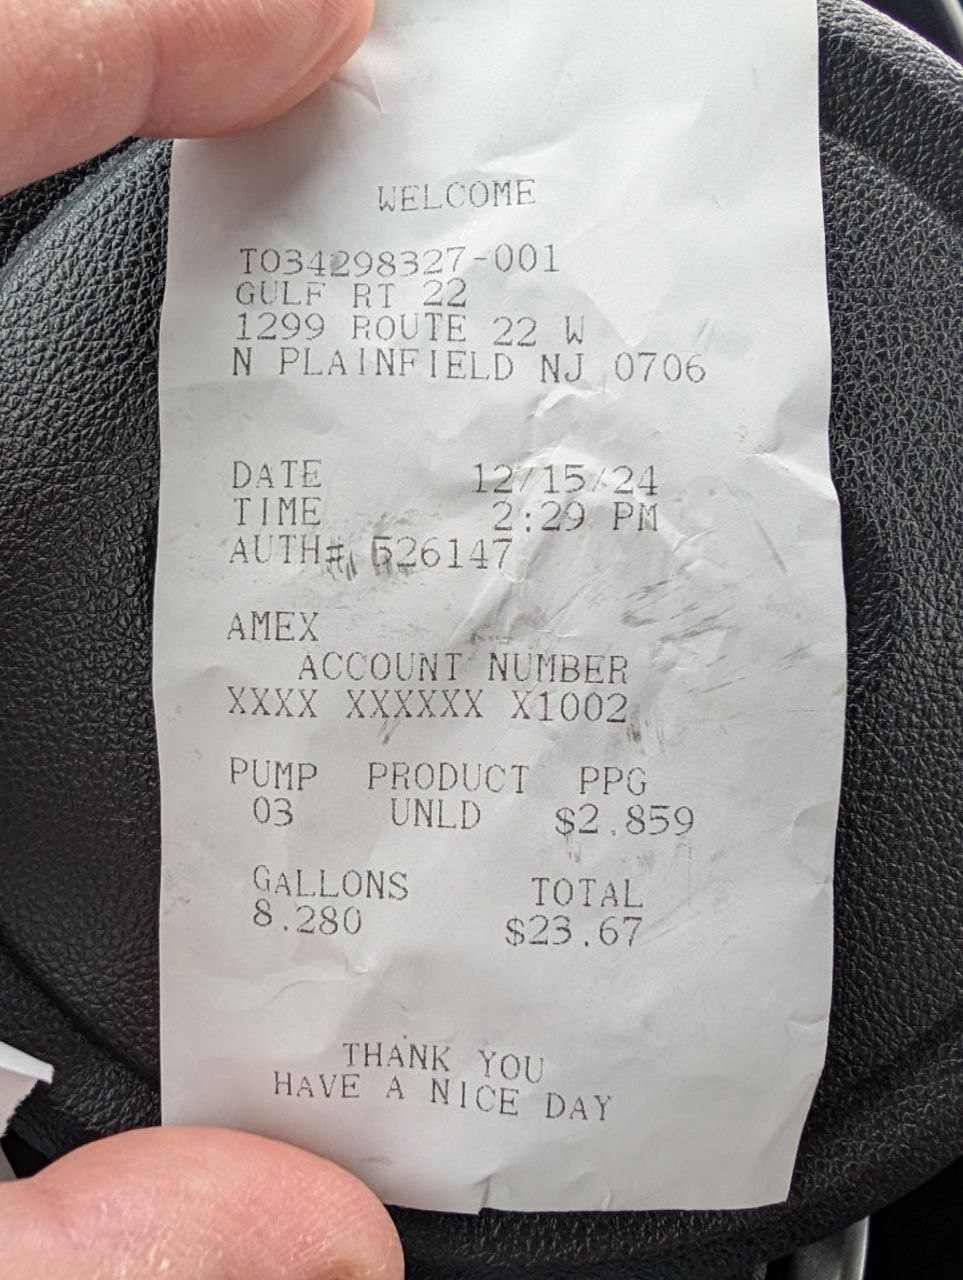 WELCOME
TO34298327-001
GULF RT 22
1299 ROUTE 22 W
N PLAINFIELD NJ 0706
DATE 12/15/24
TIME 2:29 PM
AUTH#, 526147
AMEX
ACCOUNT NUMBER
XXXX XXXXXX X1002
PUMP PRODUCT PPG
03 UNLD $2.859
GALLONS TOTAL
8.280 $23.67
THANK YOU
HAVE A NICE DAY